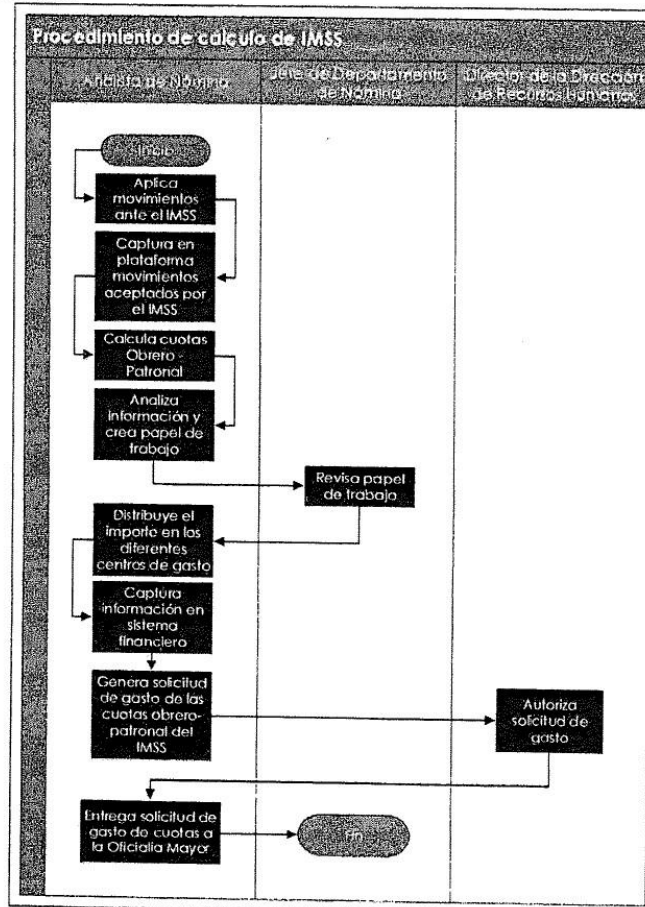 Procedimiento de calculo de IMSS
Analista de Nómina
Jefe de Departamento
de Nómina
Director de la Dirección
de Recursos Humanos
Inicio
Aplica
movimientos
ante el IMSS
Captura en
plataforma
movimientos
aceptados por
el IMSS
Calcula cuotas
Obrero -
Patronal
Analiza
información y
crea papel de
trabajo
Revisa papel
de trabajo
Distribuye el
importe en los
diferentes
centros de gasto
Captura
información en
sistema
financiero
Genera solicitud
de gasto de las
cuotas obrero-
patronal del
IMSS
Autoriza
solicitud de
gasto
Entrega solicitud de
gasto de cuotas a
la Oficialía Mayor
Fin